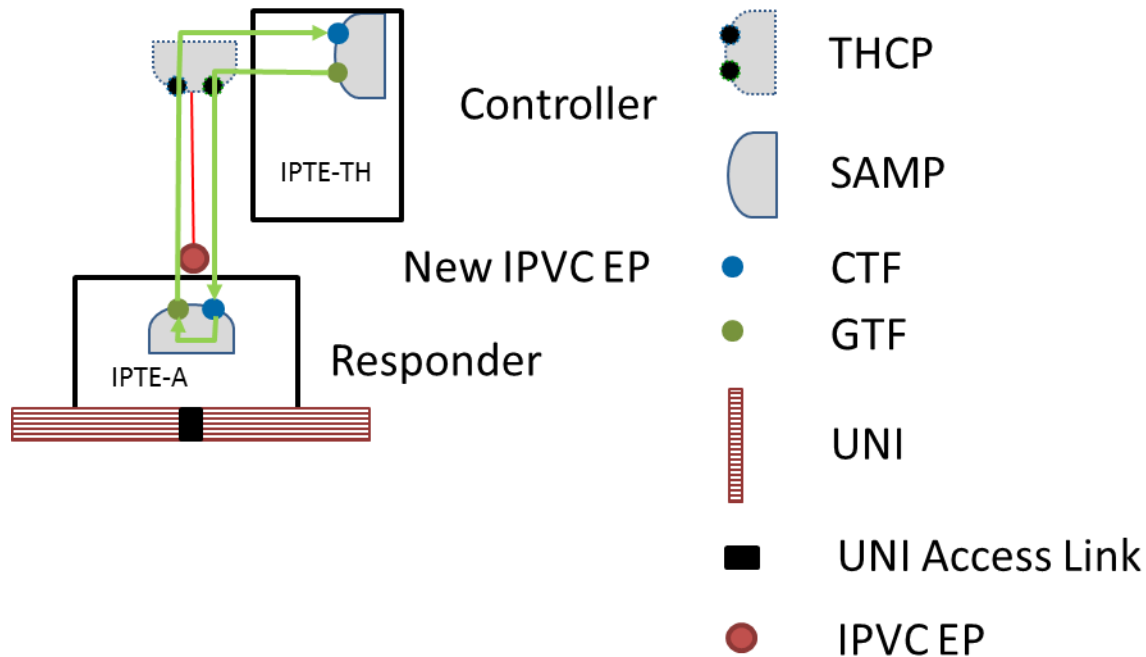 Controller
IPTE-TH
New IPVC EP
Responder
IPTE-A
THCP
SAMP
CTF
GTF
UNI
UNI Access Link
IPVC EP